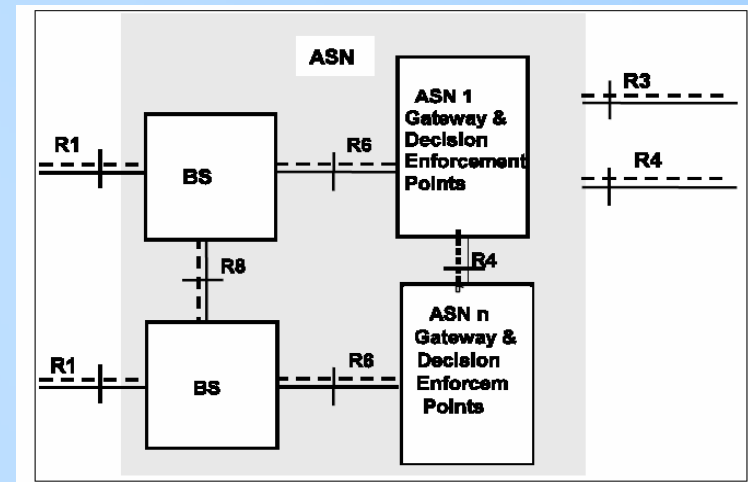 ASN
R1
BS
R6
ASN 1
Gateway &
Decision
Enforcement
Points
R3
R4
R8
R4
R1
BS
R6
ASN n
Gateway &
Decision
Enforcem
Points